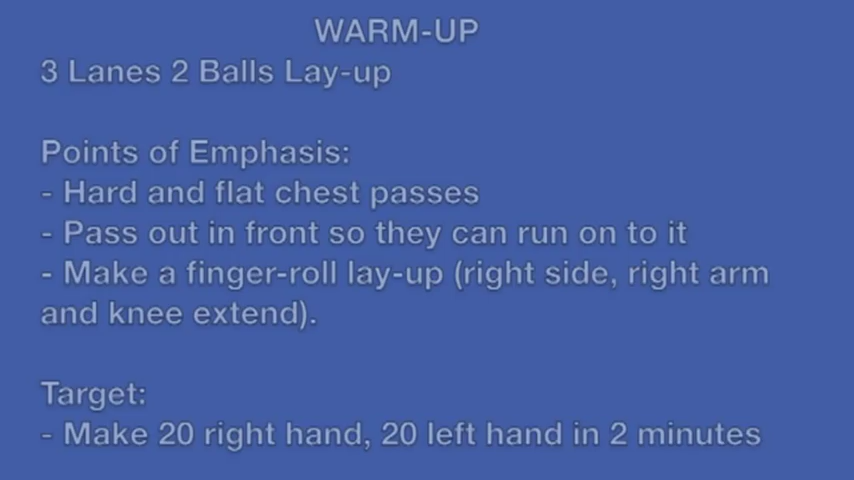 WARM-UP
3 Lanes 2 Balls Lay-up
Points of Emphasis:
- Hard and flat chest passes
- Pass out in front so they can run on to it
- Make a finger-roll lay-up (right side, right arm
and knee extend).
Target:
- Make 20 right hand, 20 left hand in 2 minutes